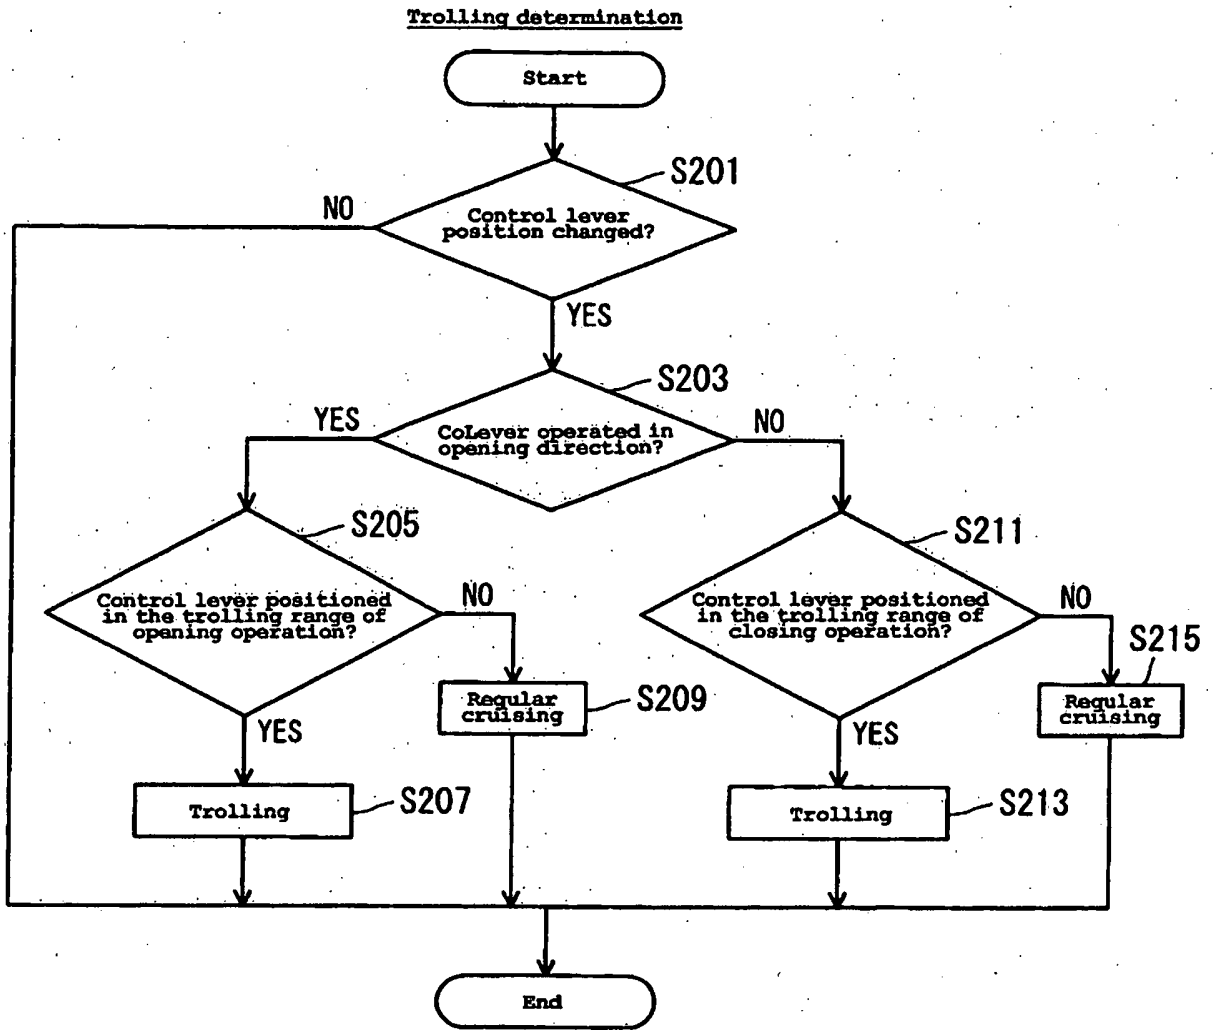 Trolling determination
Start
S201
NO
Control lever
position changed?
YES
S203
YES
NO
CoLever operated in
opening direction?
S205
S211
Control lever positioned
in the trolling range of
opening operation?
NO
Control lever positioned
in the trolling range of
closing operation?
NO
S215
Regular
cruising
S209
Regular
cruising
YES
YES
Trolling
S207
Trolling
S213
End